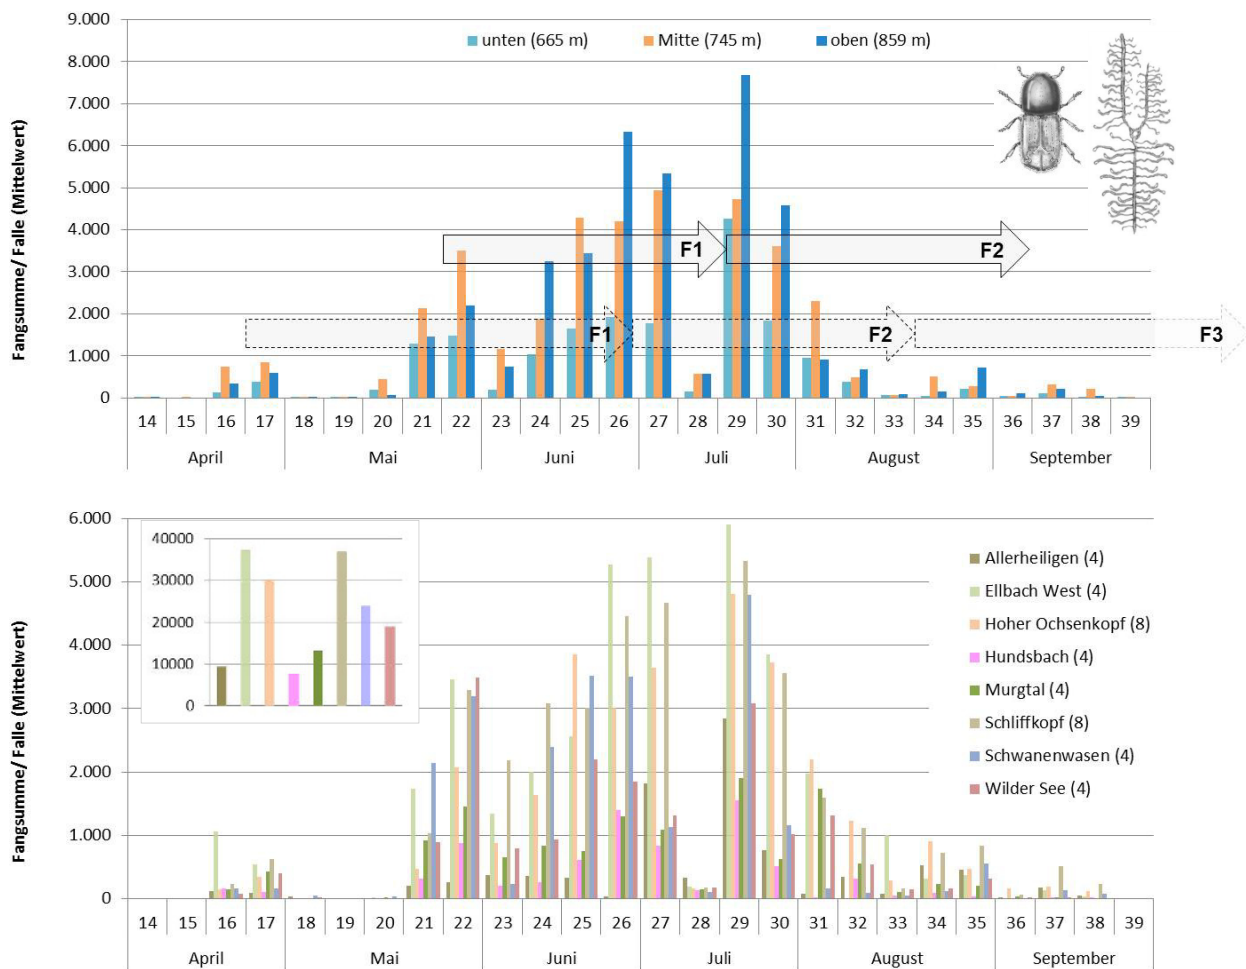 9.000
8.000
7.000
6.000
5.000
4.000
3.000
2.000
1.000
0
Fangsumme/ Falle (Mittelwert)
unten (665 m) Mitte (745 m) oben (859 m)
F1 F2
F1 F2 F3
14 15 16 17 18 19 20 21 22 23 24 25 26 27 28 29 30 31 32 33 34 35 36 37 38 39
April Mai Juni Juli August September
6.000
5.000
4.000
3.000
2.000
1.000
0
Fangsumme/ Falle (Mittelwert)
40000
30000
20000
10000
0
Allerheiligen (4)
Ellbach West (4)
Hoher Ochsenkopf (8)
Hundsbach (4)
Murgtal (4)
Schliffkopf (8)
Schwanenwasen (4)
Wilder See (4)
14 15 16 17 18 19 20 21 22 23 24 25 26 27 28 29 30 31 32 33 34 35 36 37 38 39
April Mai Juni Juli August September